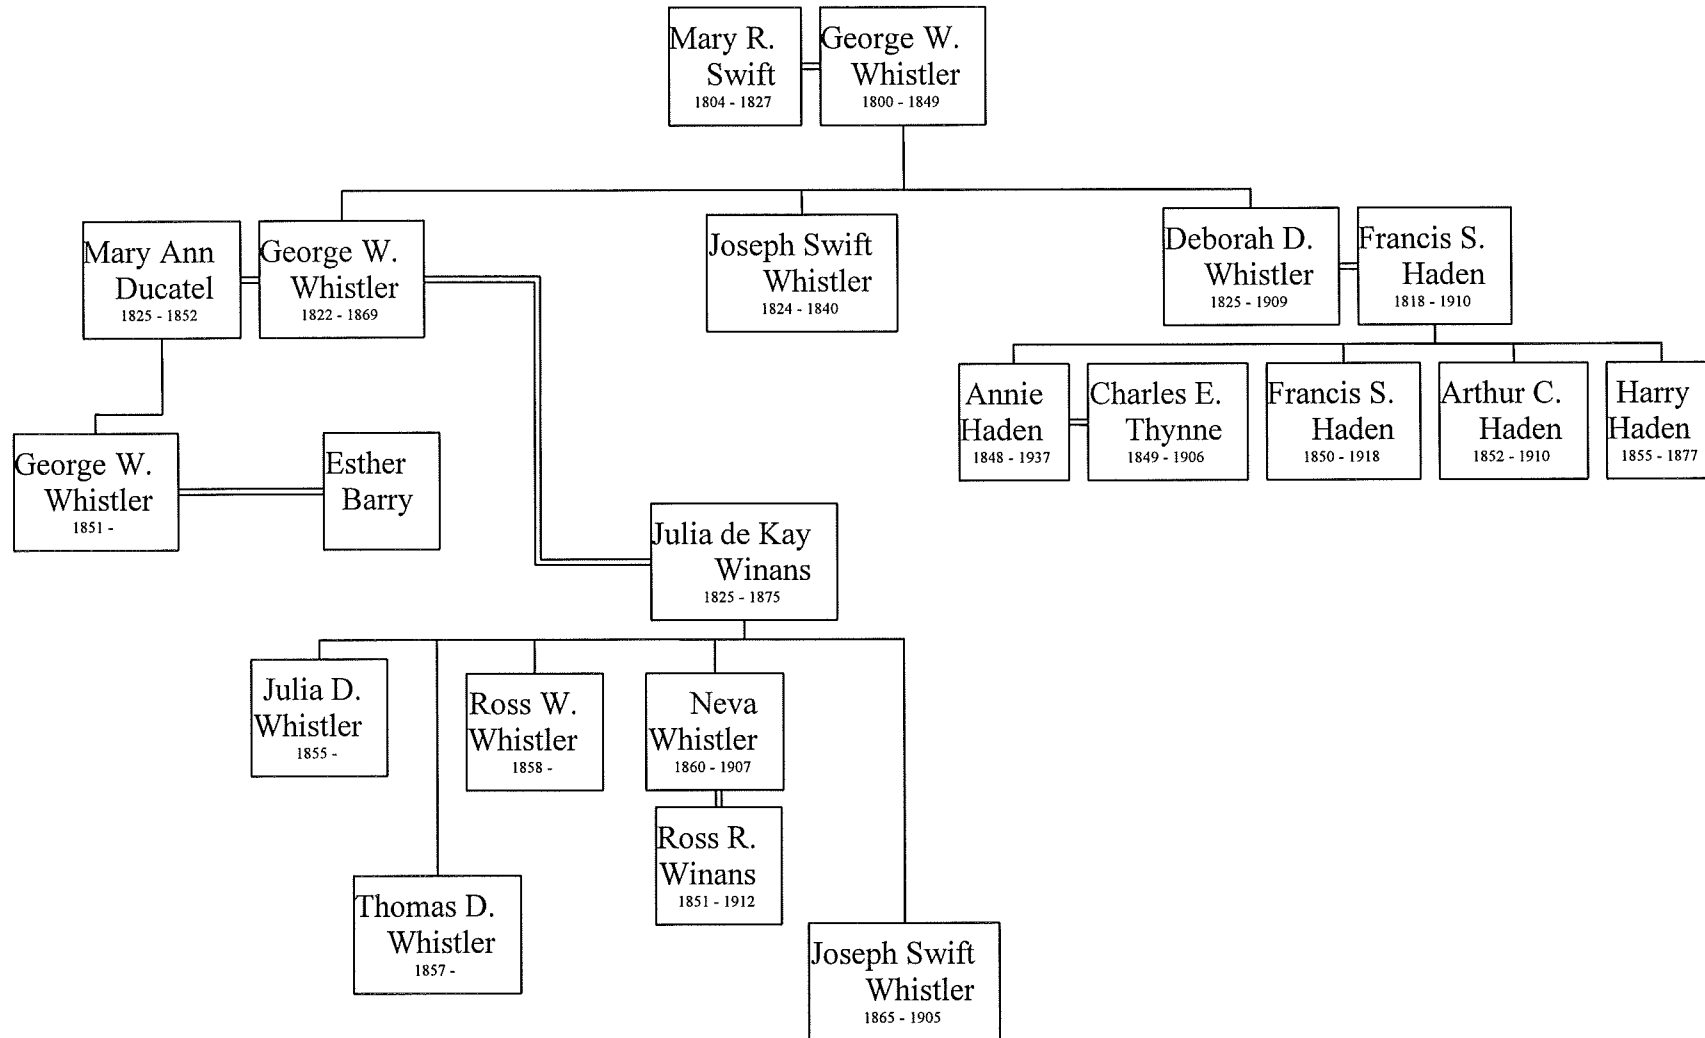 Mary R.
Swift
1804 - 1827
George W.
Whistler
1800 - 1849
Mary Ann
Ducatel
1825 - 1852
George W.
Whistler
1822 - 1869
Joseph Swift
Whistler
1824 - 1840
Deborah D.
Whistler
1825 - 1909
Francis S.
Haden
1818 - 1910
Annie
Haden
1848 - 1937
Charles E.
Thynne
1849 - 1906
Francis S.
Haden
1850 - 1918
Arthur C.
Haden
1852 - 1910
Harry
Haden
1855 - 1877
George W.
Whistler
1851 -
Esther
Barry
Julia de Kay
Winans
1825 - 1875
Julia D.
Whistler
1855 -
Ross W.
Whistler
1858 -
Neva
Whistler
1860 - 1907
Ross R.
Winans
1851 - 1912
Thomas D.
Whistler
1857 -
Joseph Swift
Whistler
1865 - 1905